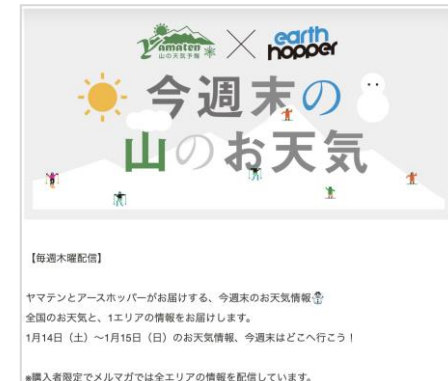 Yamaten
山の天気予報
×
earth
hopper
今週末の
山のお天気
【毎週木曜配信】
ヤマテンとアースホッパーがお届けする、今週末のお天気情報☃
全国のお天気と、1エリアの情報をお届けします。
1月14日（土）～1月15日（日）のお天気情報、今週末はどこへ行こう！
※購入者限定でメルマガでは全エリアの情報を配信しています。